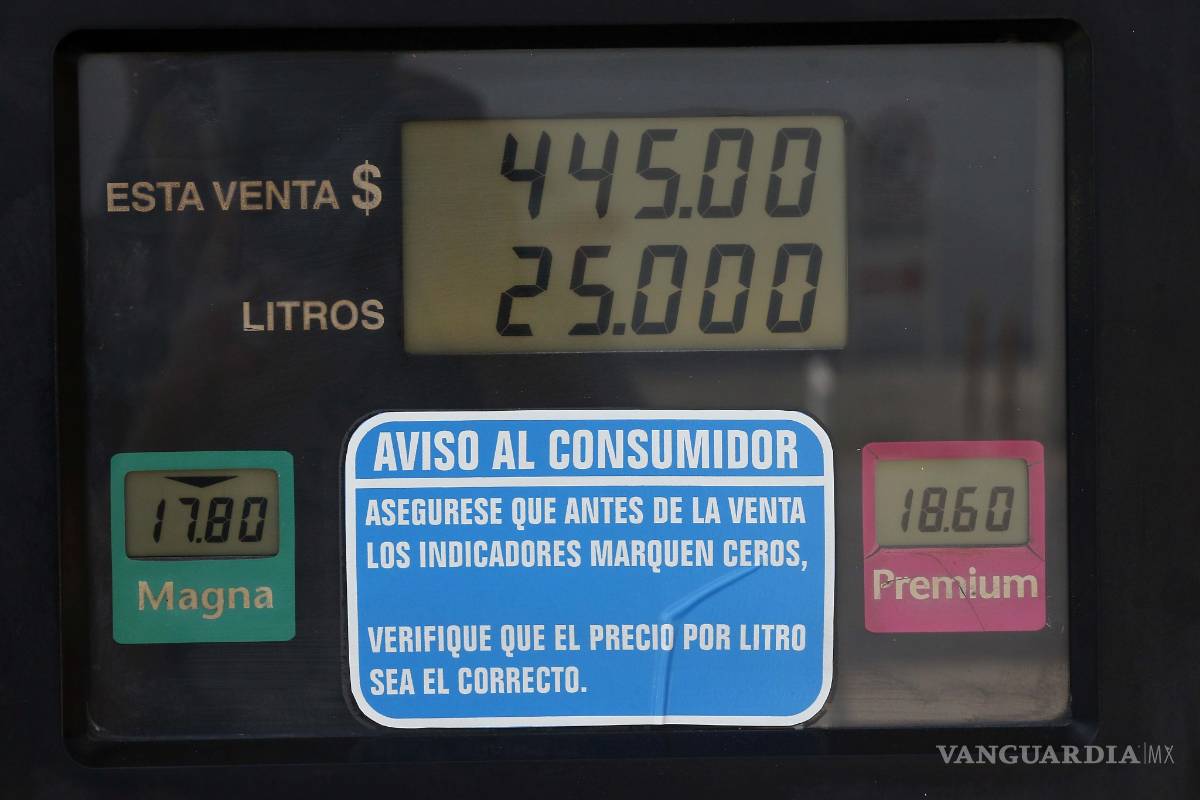 ESTA VENTA $ 445.00
LITROS 25.000
AVISO AL CONSUMIDOR
ASEGURESE QUE ANTES DE LA VENTA
LOS INDICADORES MARQUEN CEROS,
VERIFIQUE QUE EL PRECIO POR LITRO
SEA EL CORRECTO.
17.80
Magna
18.60
Premium
VANGUARDIA|MX